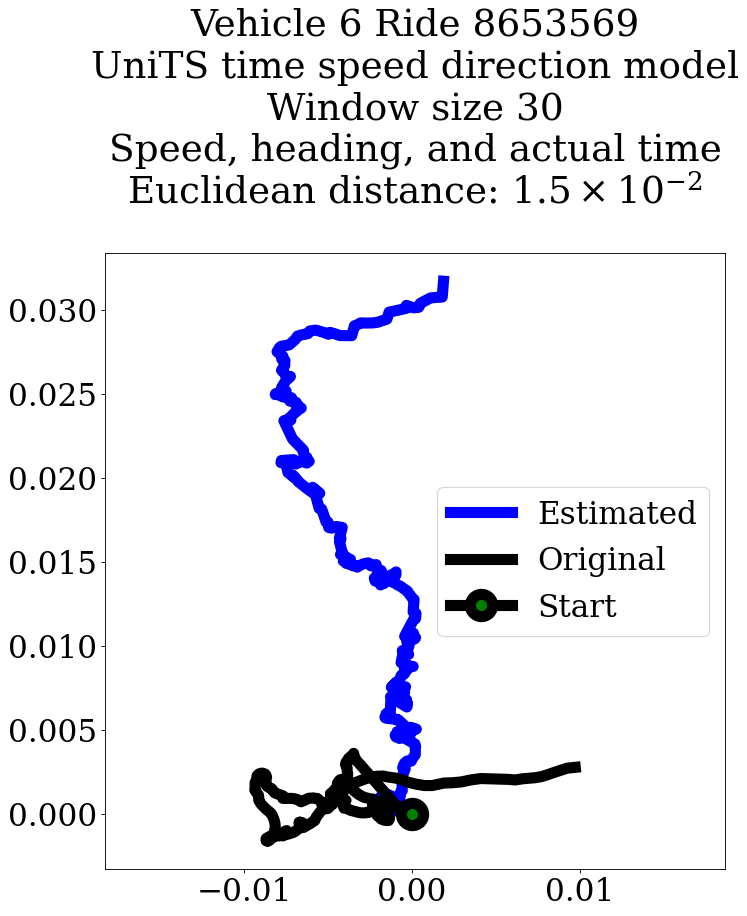 Vehicle 6 Ride 8653569
UniTS time speed direction model
Window size 30
Speed, heading, and actual time
Euclidean distance: 1.5 × 10⁻²
0.030
0.025
0.020
0.015
0.010
0.005
0.000
Estimated
Original
Start
−0.01
0.00
0.01